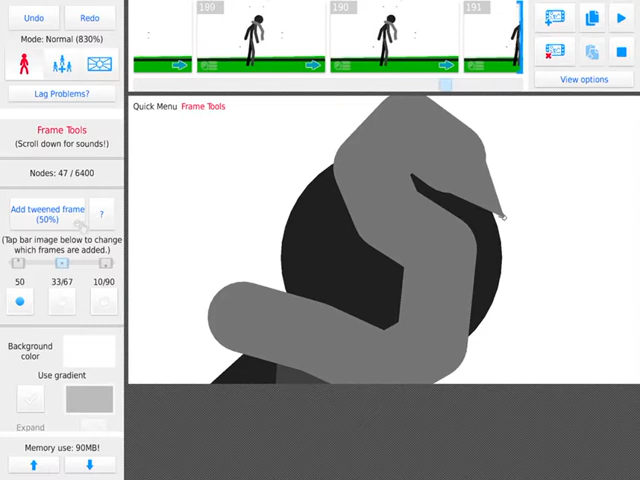 Undo Redo
189 190 191
Mode: Normal (830%)
View options
Lag Problems?
Quick Menu Frame Tools
Frame Tools
(Scroll down for sounds!)
Nodes: 47 / 6400
Add tweened frame
(50%)
?
(Tap bar image below to change
which frames are added.)
50 33/67 10/90
Background
color
Use gradient
Expand
Memory use: 90MB!